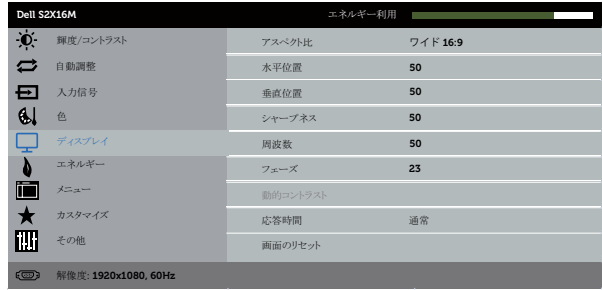 Dell S2X16M エネルギー利用
輝度/コントラスト
自動調整
入力信号
色
ディスプレイ
エネルギー
メニュー
カスタマイズ
その他
アスペクト比 ワイド 16:9
水平位置 50
垂直位置 50
シャープネス 50
周波数 50
フェーズ 23
動的コントラスト
応答時間 通常
画面のリセット
解像度: 1920x1080, 60Hz